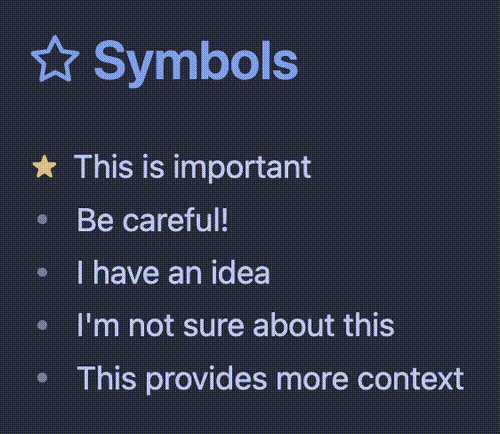 Symbols
This is important
Be careful!
I have an idea
I'm not sure about this
This provides more context